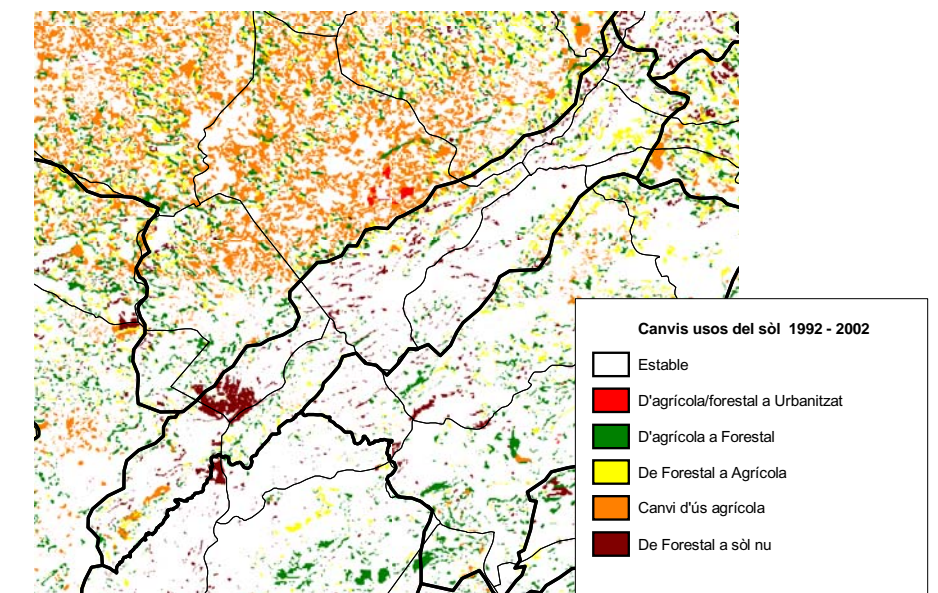 Canvis usos del sòl 1992 - 2002
Estable
D'agrícola/forestal a Urbanitzat
D'agrícola a Forestal
De Forestal a Agrícola
Canvi d'ús agrícola
De Forestal a sòl nu